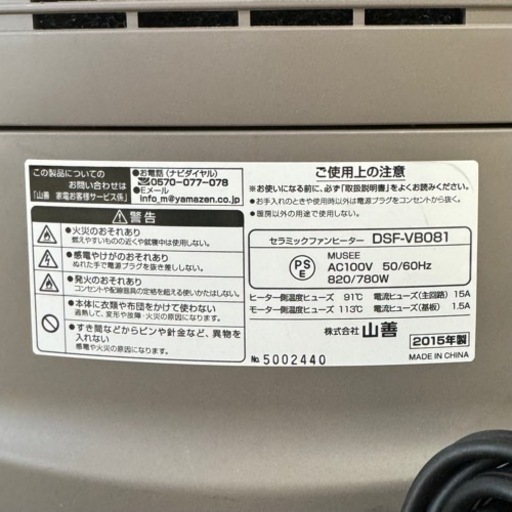 この製品についての
お問い合わせは
「山善 家電お客様サービス係」
●お電話（ナビダイヤル）
0570-077-078
●Eメール
info_m@yamazen.co.jp
警告
●火災のおそれあり
燃えやすいものの近くや就寝中は使用しない。
●感電やけがのおそれあり
ぬれた手で電源プラグを抜き差ししない。
●発火のおそれあり
コンセントや配線器具の定格を超える使いかたはしない。
●本体に衣類や布団をかけて使わない
過熱して、変形や故障・火災の原因になります。
●すき間などからピンや針金など、異物を
入れない
感電や火災・故障の原因になります。
ご使用上の注意
※お使いになる前に、必ず「取扱説明書」をよくお読みください。
●お手入れのときや使用時以外は電源プラグをコンセントから抜く。
●暖房以外の用途では、使用しない。
PS
E
セラミックファンヒーター DSF-VB081
MUSEE
AC100V 50/60Hz
820/780W
ヒーター側温度ヒューズ 91℃ 電流ヒューズ(主回路) 15A
モーター側温度ヒューズ 113℃ 電流ヒューズ(基板) 1.5A
株式会社 山善
2015年製
No. 5002440
MADE IN CHINA